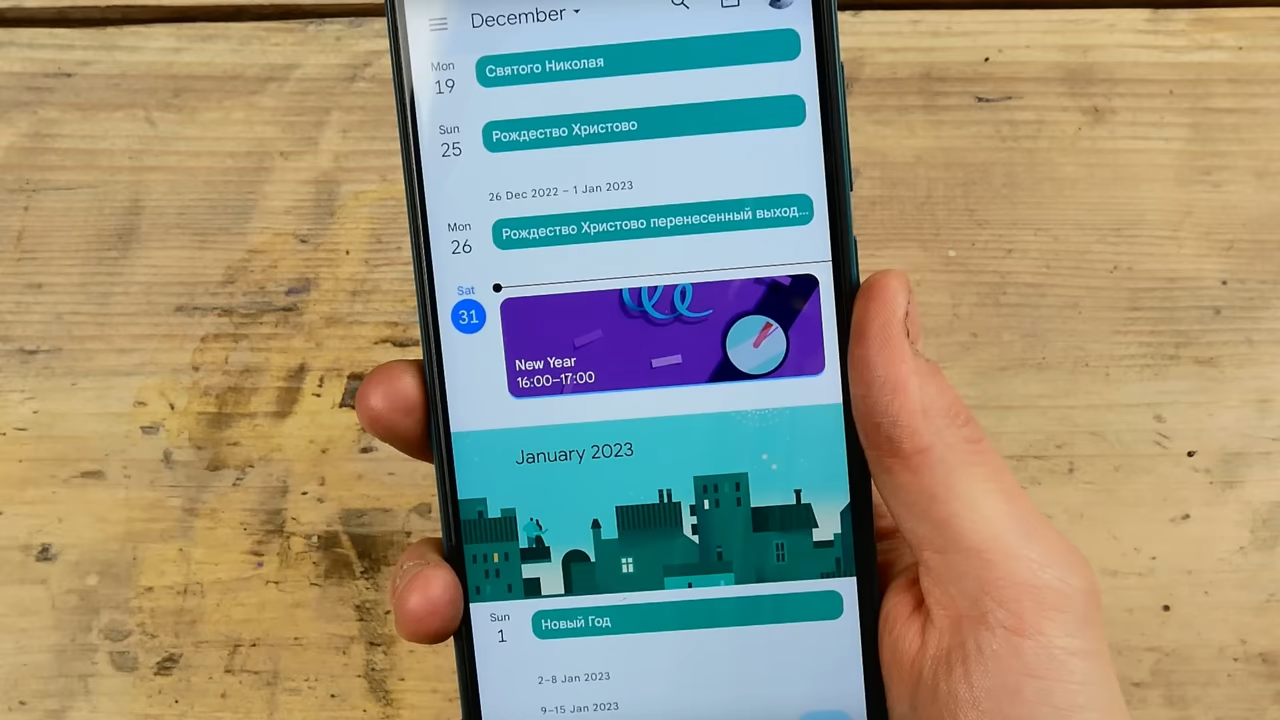 December
Mon
19
Святого Николая
Sun
25
Рождество Христово
26 Dec 2022 – 1 Jan 2023
Mon
26
Рождество Христово перенесенный выход...
Sat
31
New Year
16:00–17:00
January 2023
Sun
1
Новый Год
2–8 Jan 2023
9–15 Jan 2023